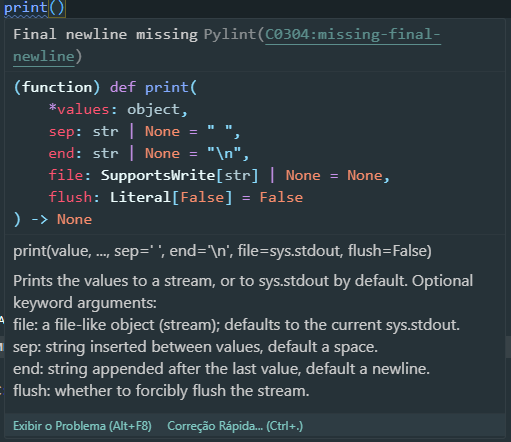 print()
Final newline missing Pylint(C0304:missing-final-
newline)
(function) def print(
    *values: object,
    sep: str | None = " ",
    end: str | None = "\n",
    file: SupportsWrite[str] | None = None,
    flush: Literal[False] = False
) -> None
print(value, ..., sep=' ', end='\n', file=sys.stdout, flush=False)
Prints the values to a stream, or to sys.stdout by default. Optional
keyword arguments:
file: a file-like object (stream); defaults to the current sys.stdout.
sep: string inserted between values, default a space.
end: string appended after the last value, default a newline.
flush: whether to forcibly flush the stream.
Exibir o Problema (Alt+F8) Correção Rápida... (Ctrl+.)